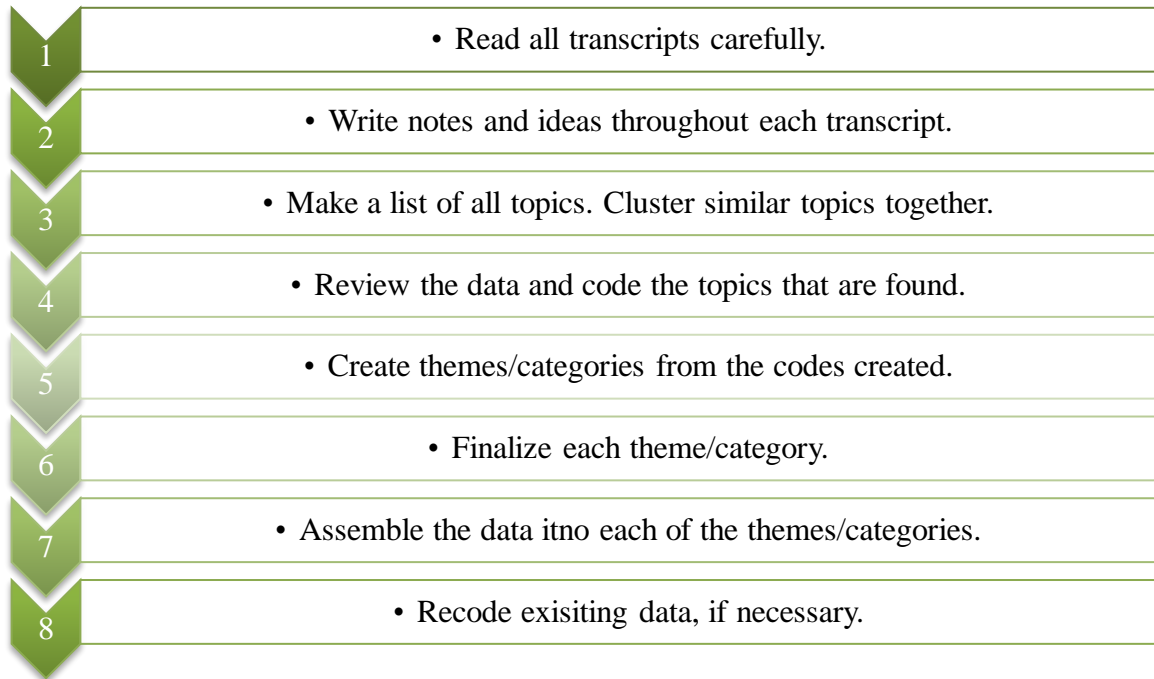 1
• Read all transcripts carefully.
2
• Write notes and ideas throughout each transcript.
3
• Make a list of all topics. Cluster similar topics together.
4
• Review the data and code the topics that are found.
5
• Create themes/categories from the codes created.
6
• Finalize each theme/category.
7
• Assemble the data itno each of the themes/categories.
8
• Recode exisiting data, if necessary.